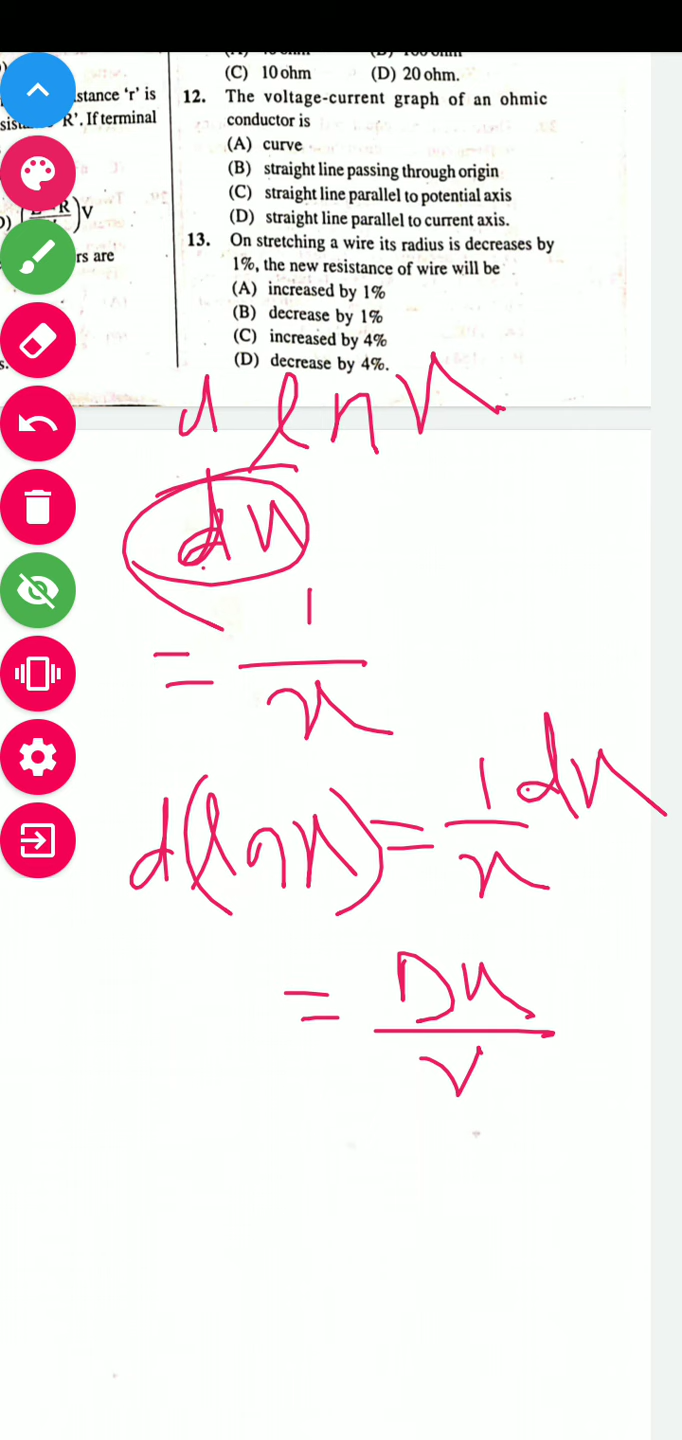 (C) 10 ohm (D) 20 ohm.
stance 'r' is
R'. If terminal
12. The voltage-current graph of an ohmic
conductor is
(A) curve
(B) straight line passing through origin
(C) straight line parallel to potential axis
(D) straight line parallel to current axis.
R)V
rs are
13. On stretching a wire its radius is decreases by
1%, the new resistance of wire will be
(A) increased by 1%
(B) decrease by 1%
(C) increased by 4%
(D) decrease by 4%.
d ln x
dx
= 1/x
d(ln x) = 1/x dx
= Dx